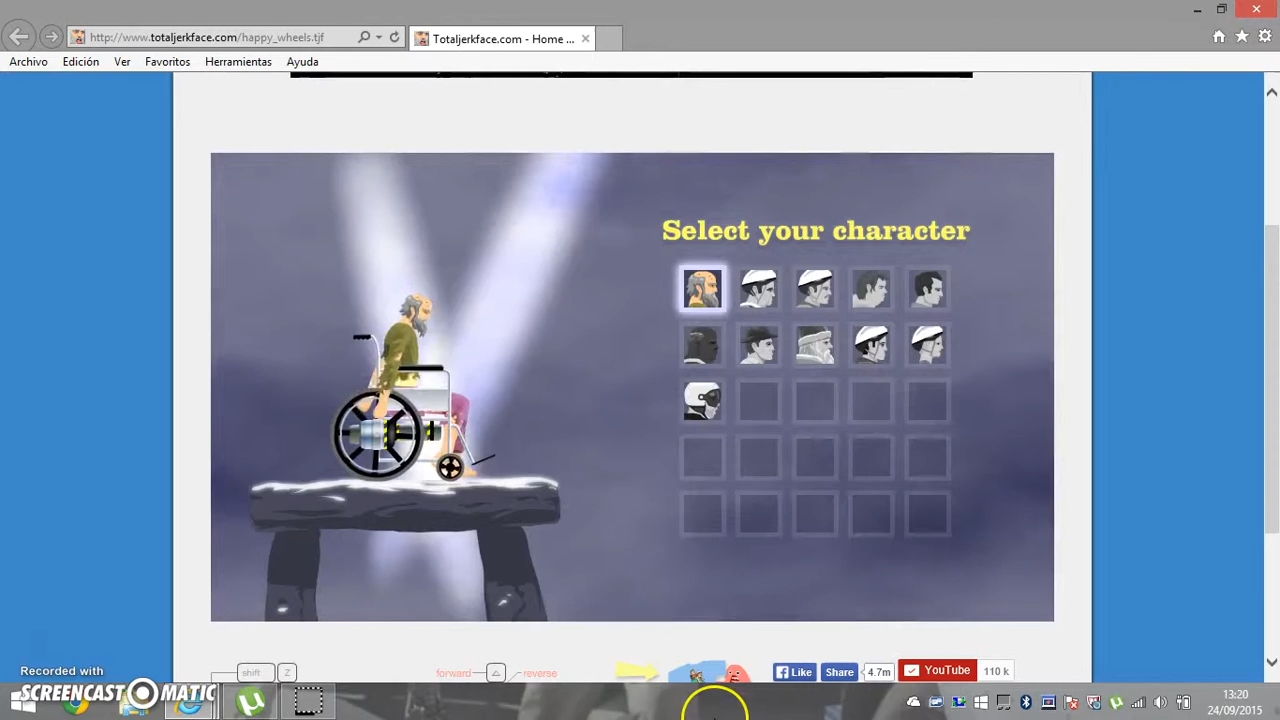 http://www.totaljerkface.com/happy_wheels.tjf
Totaljerkface.com - Home ...
Archivo Edición Ver Favoritos Herramientas Ayuda
Select your character
shift Z forward reverse Like Share 4.7m YouTube 110 k
Recorded with
SCREENCAST MATIC
13:20
24/09/2015